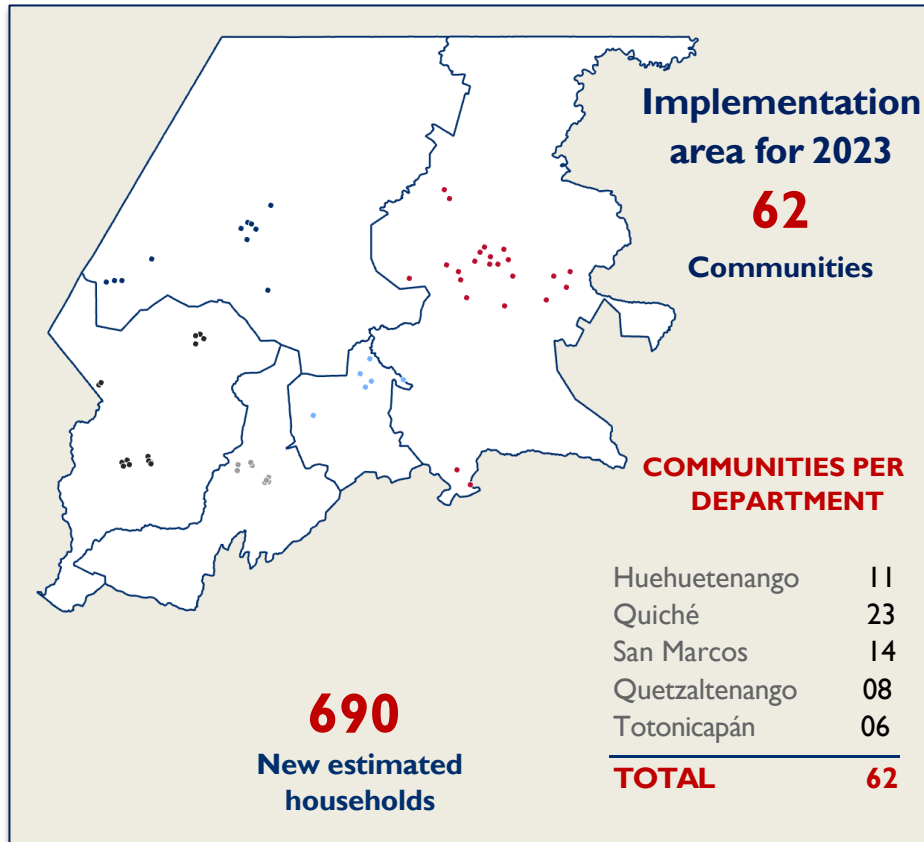 Implementation
area for 2023
62
Communities
COMMUNITIES PER
DEPARTMENT
Huehuetenango 11
Quiché 23
San Marcos 14
Quetzaltenango 08
Totonicapán 06
TOTAL 62
690
New estimated
households